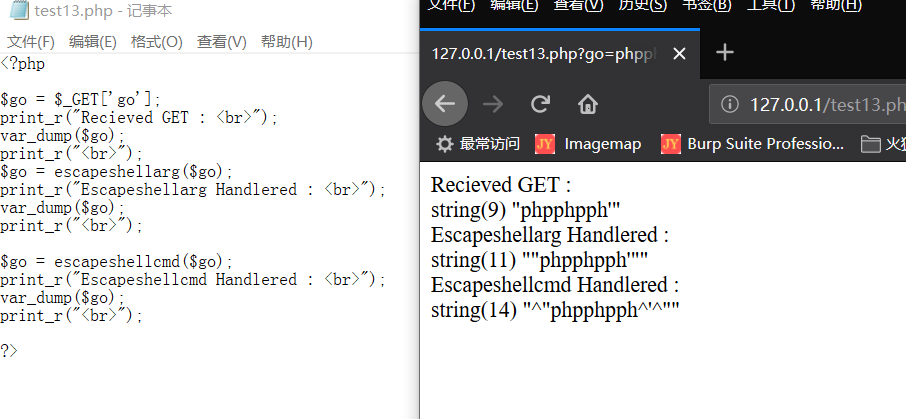 test13.php - 记事本
文件(F) 编辑(E) 格式(O) 查看(V) 帮助(H)
<?php
$go = $_GET['go'];
print_r("Recieved GET : <br>");
var_dump($go);
print_r("<br>");
$go = escapeshellarg($go);
print_r("Escapeshellarg Handlered : <br>");
var_dump($go);
print_r("<br>");
$go = escapeshellcmd($go);
print_r("Escapeshellcmd Handlered : <br>");
var_dump($go);
print_r("<br>");
?>
文件(F) 编辑(E) 查看(V) 历史(S) 书签(B) 工具(T) 帮助(H)
127.0.0.1/test13.php?go=phpph
127.0.0.1/test13.ph
最常访问 JY Imagemap JY Burp Suite Professio... 火狐
Recieved GET :
string(9) "phpphpph'"
Escapeshellarg Handlered :
string(11) ""phpphpph'""
Escapeshellcmd Handlered :
string(14) "^"phpphpph^'^""